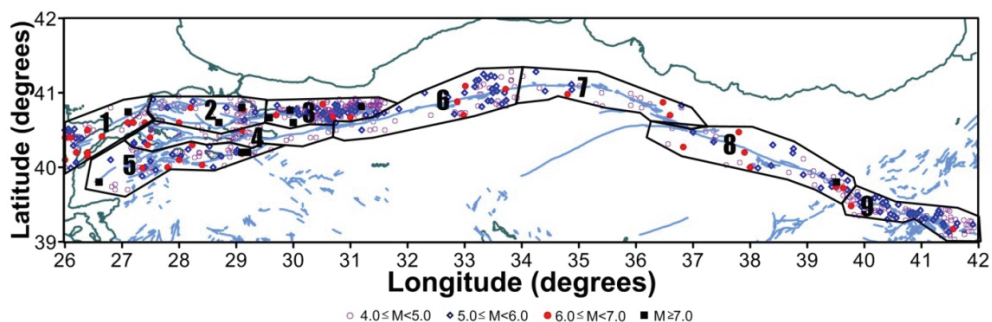 42
41
40
39
Latitude (degrees)
1 2 3 4 5 6 7 8 9
26 27 28 29 30 31 32 33 34 35 36 37 38 39 40 41 42
Longitude (degrees)
4.0≤ M<5.0 5.0≤ M<6.0 6.0≤ M<7.0 M≥7.0